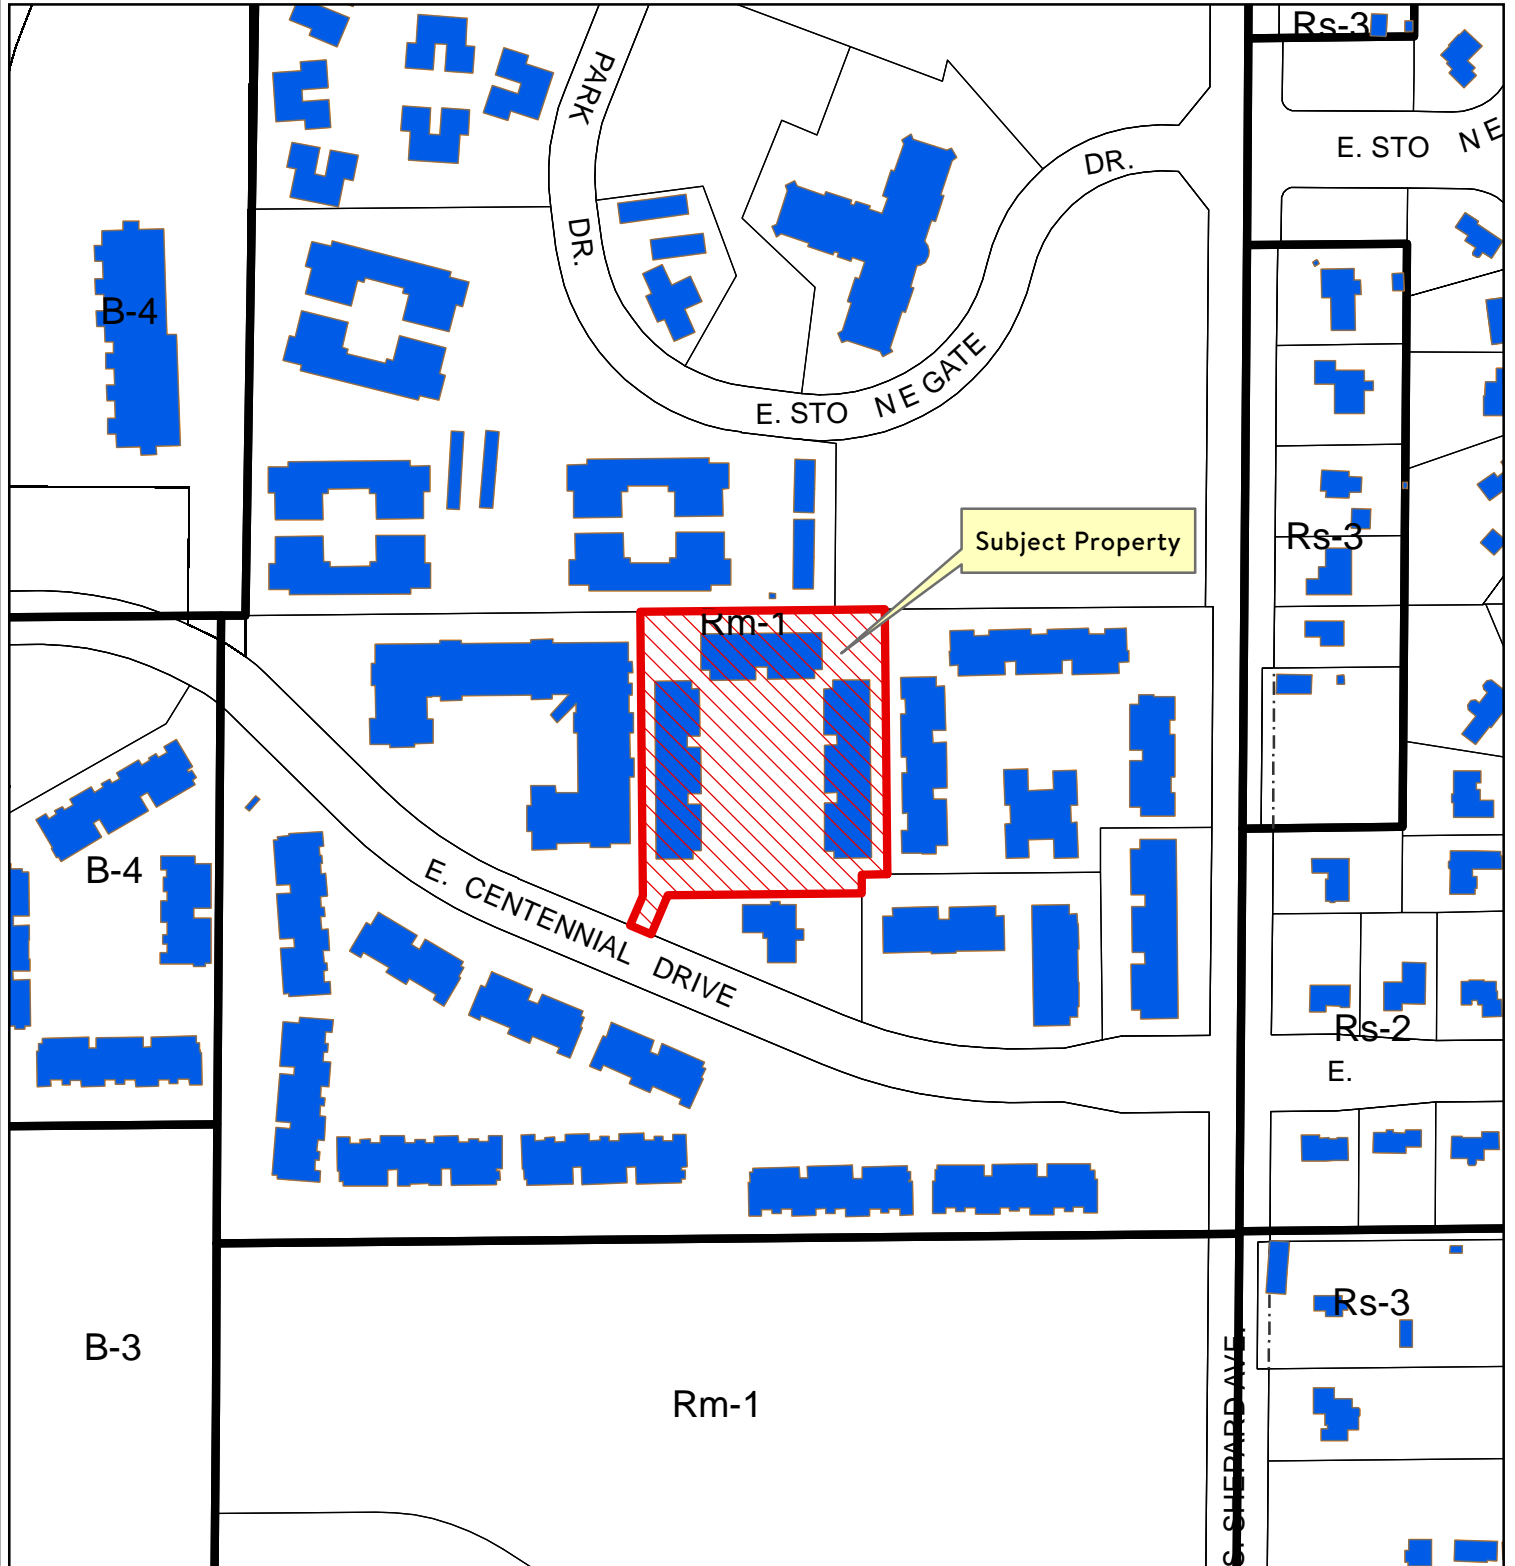 Rs-3
PARK
DR.
DR.
E. STO NE
B-4
E. STO NE GATE
Rs-3
Subject Property
Rm-1
B-4
E. CENTENNIAL DRIVE
Rs-2
E.
Rs-3
B-3
Rm-1
S. SHEPARD AVE.